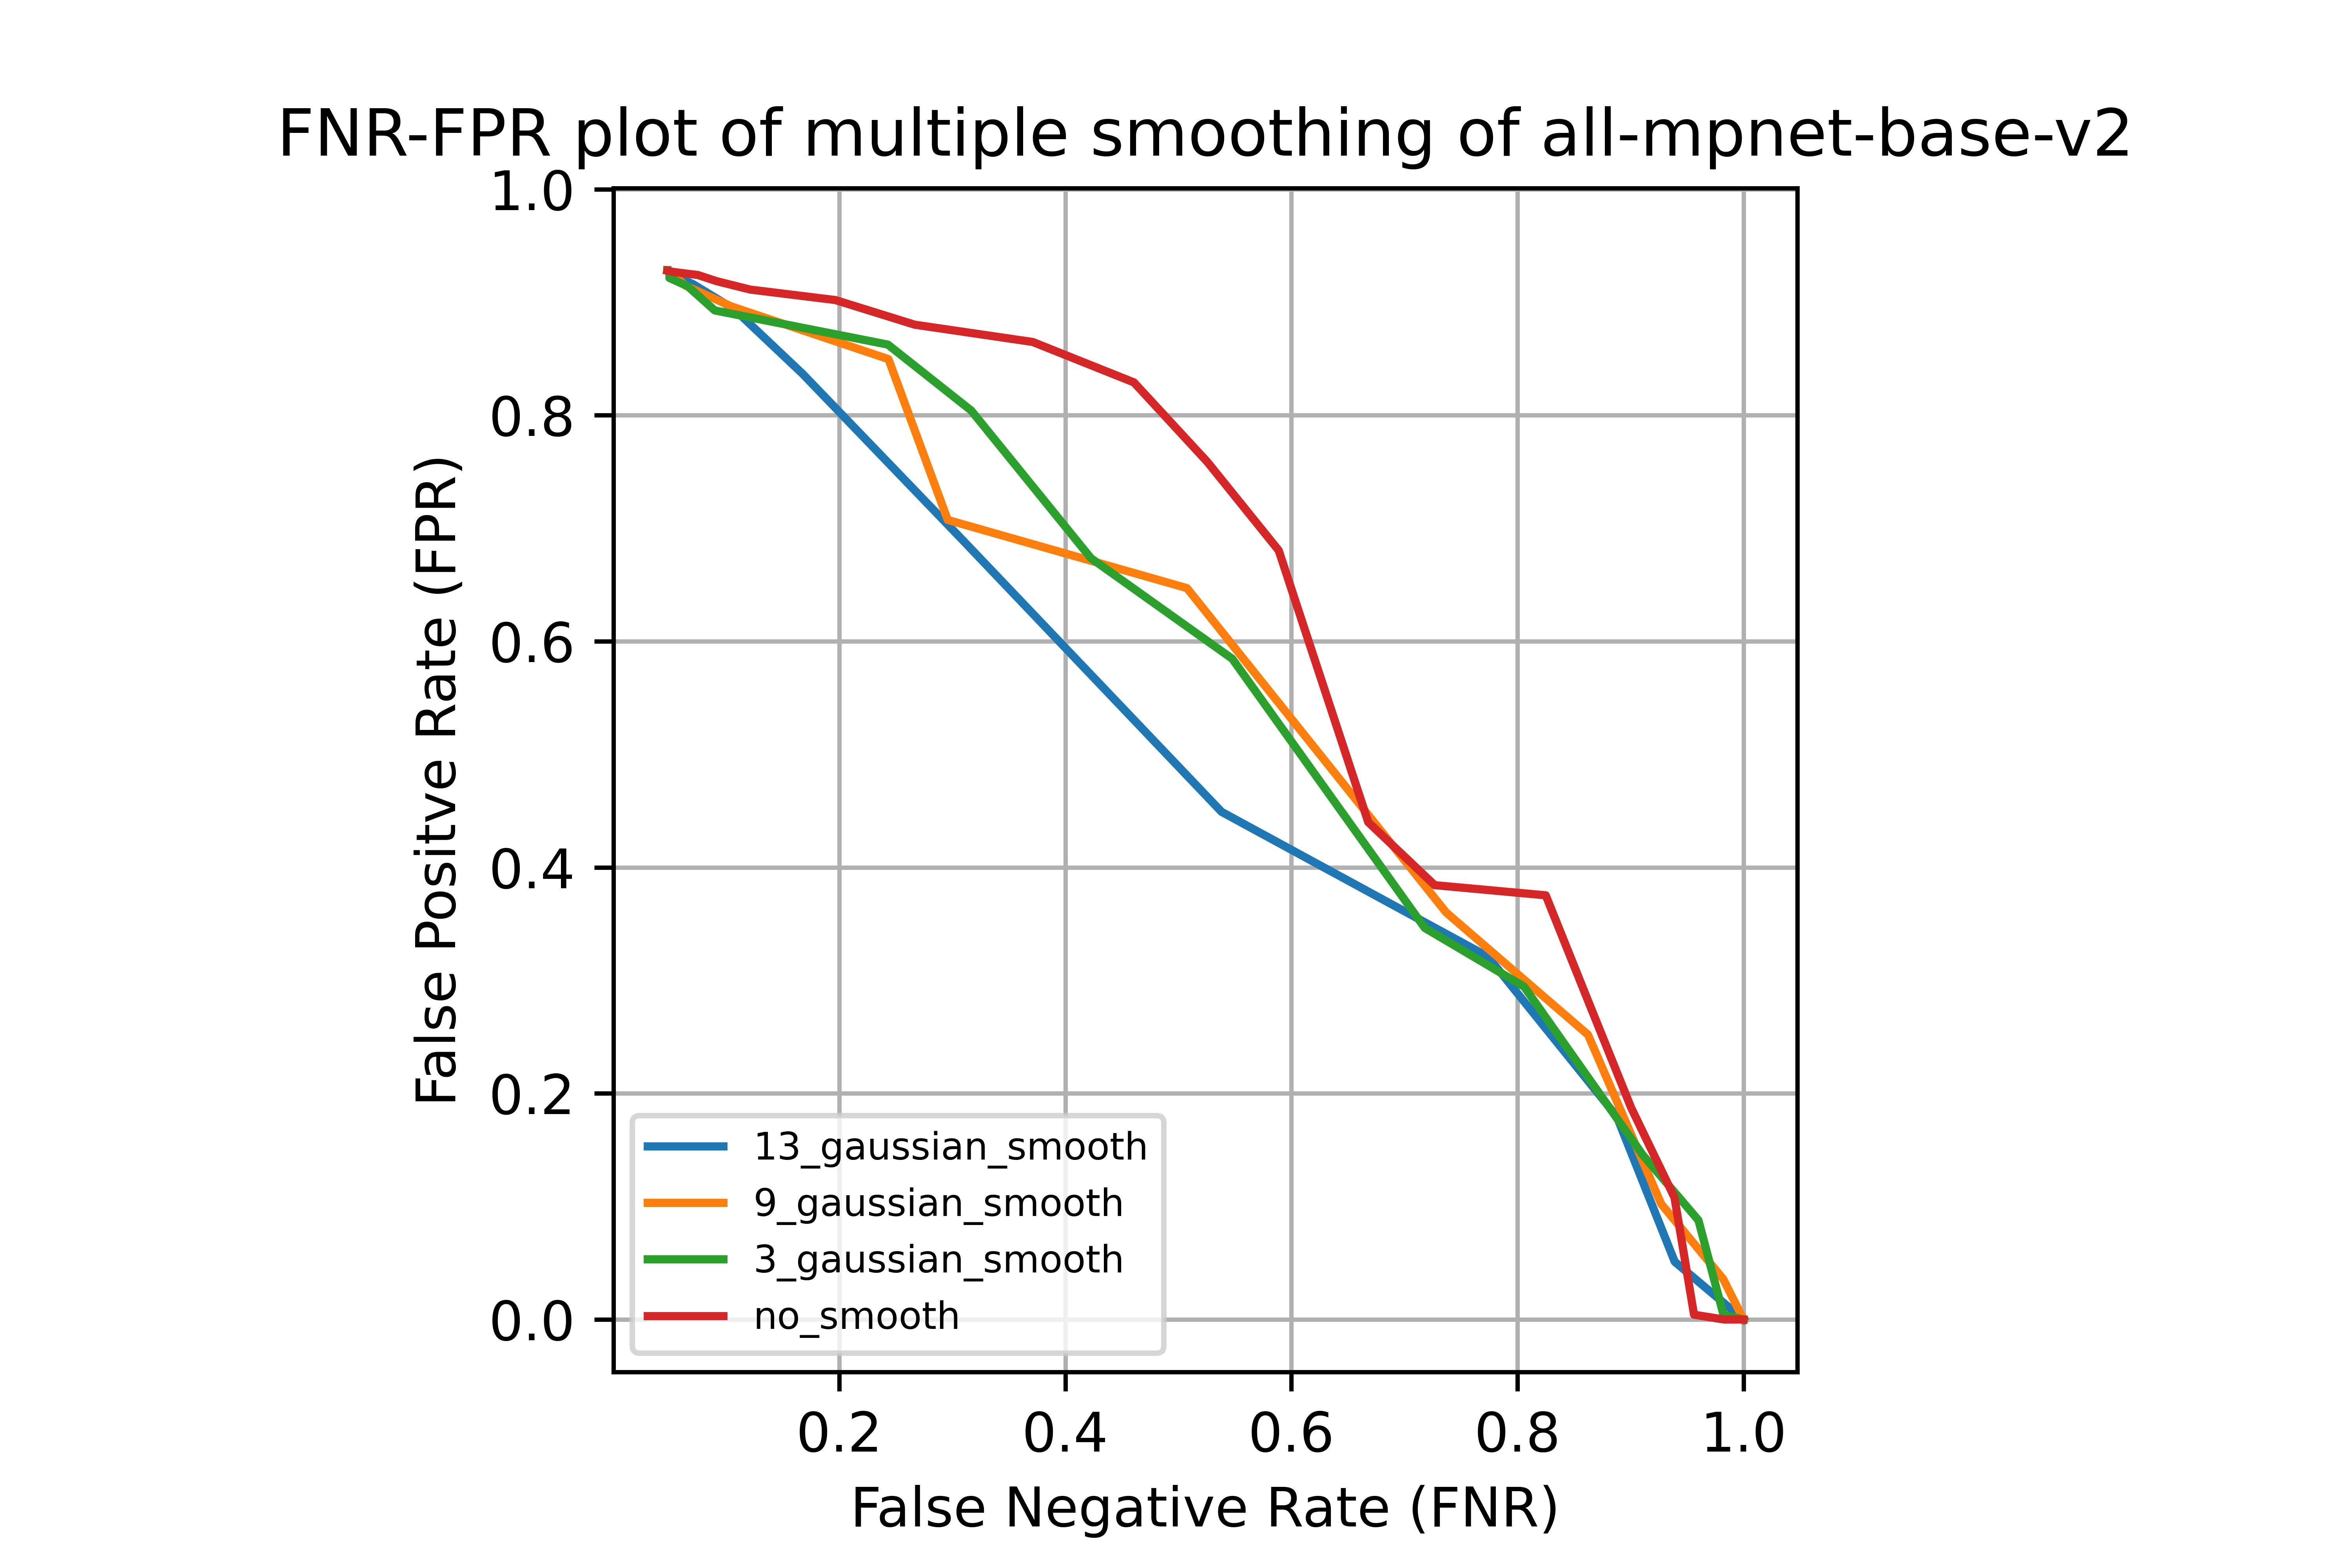 FNR-FPR plot of multiple smoothing of all-mpnet-base-v2
1.0
0.8
0.6
0.4
0.2
0.0
False Positve Rate (FPR)
13_gaussian_smooth
9_gaussian_smooth
3_gaussian_smooth
no_smooth
0.2 0.4 0.6 0.8 1.0
False Negative Rate (FNR)